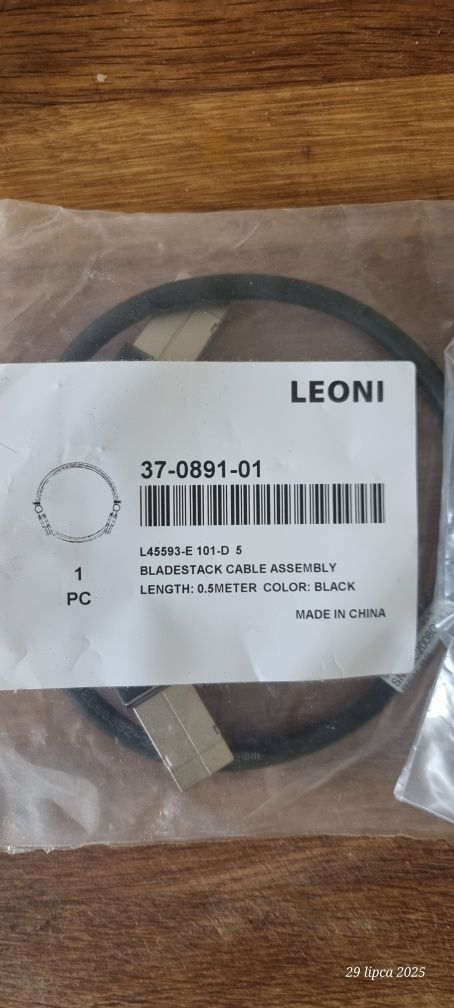 LEONI
37-0891-01
L45593-E 101-D 5
BLADESTACK CABLE ASSEMBLY
LENGTH: 0.5METER COLOR: BLACK
1
PC
MADE IN CHINA
29 lipca 2025